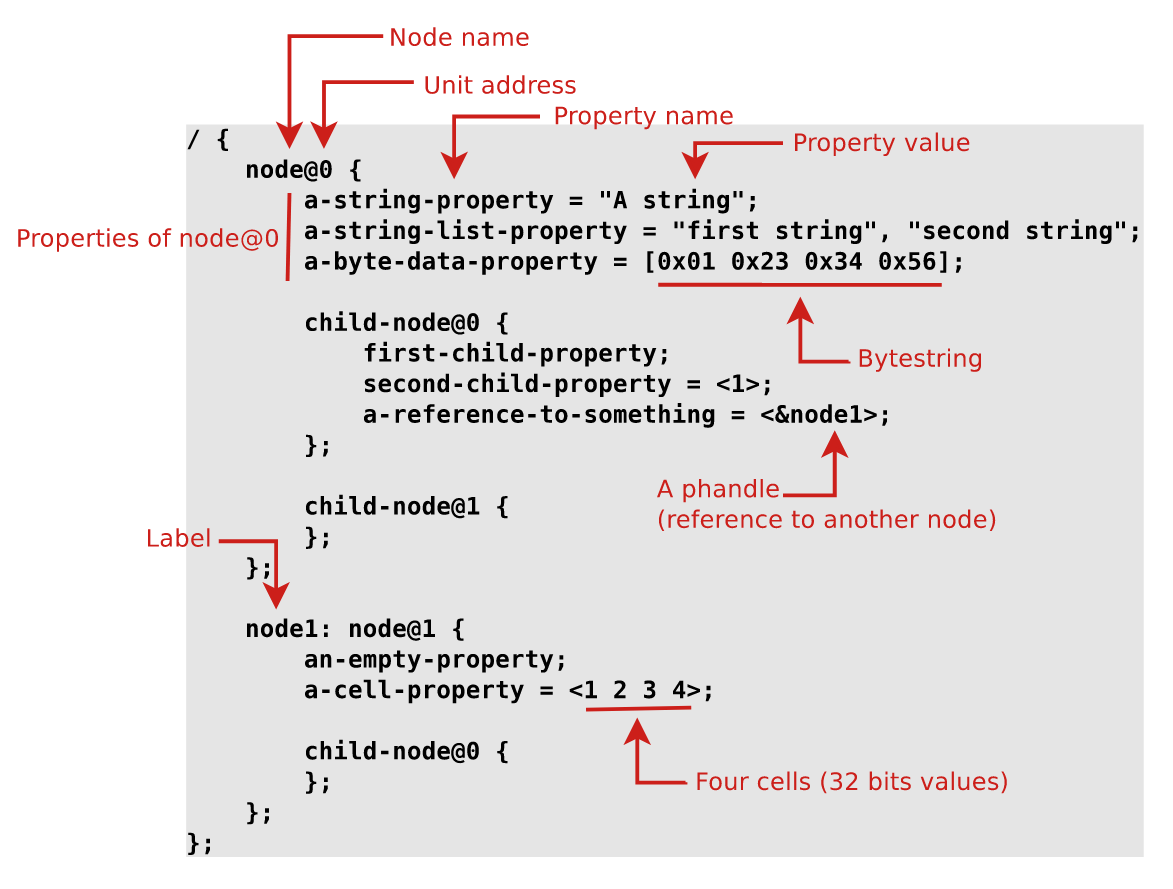 Node name
Unit address
Property name
Property value
/ {
node@0 {
a-string-property = "A string";
Properties of node@0
a-string-list-property = "first string", "second string";
a-byte-data-property = [0x01 0x23 0x34 0x56];
child-node@0 {
first-child-property;
Bytestring
second-child-property = <1>;
a-reference-to-something = <&node1>;
};
A phandle
(reference to another node)
child-node@1 {
Label
};
};
node1: node@1 {
an-empty-property;
a-cell-property = <1 2 3 4>;
child-node@0 {
};
Four cells (32 bits values)
};
};